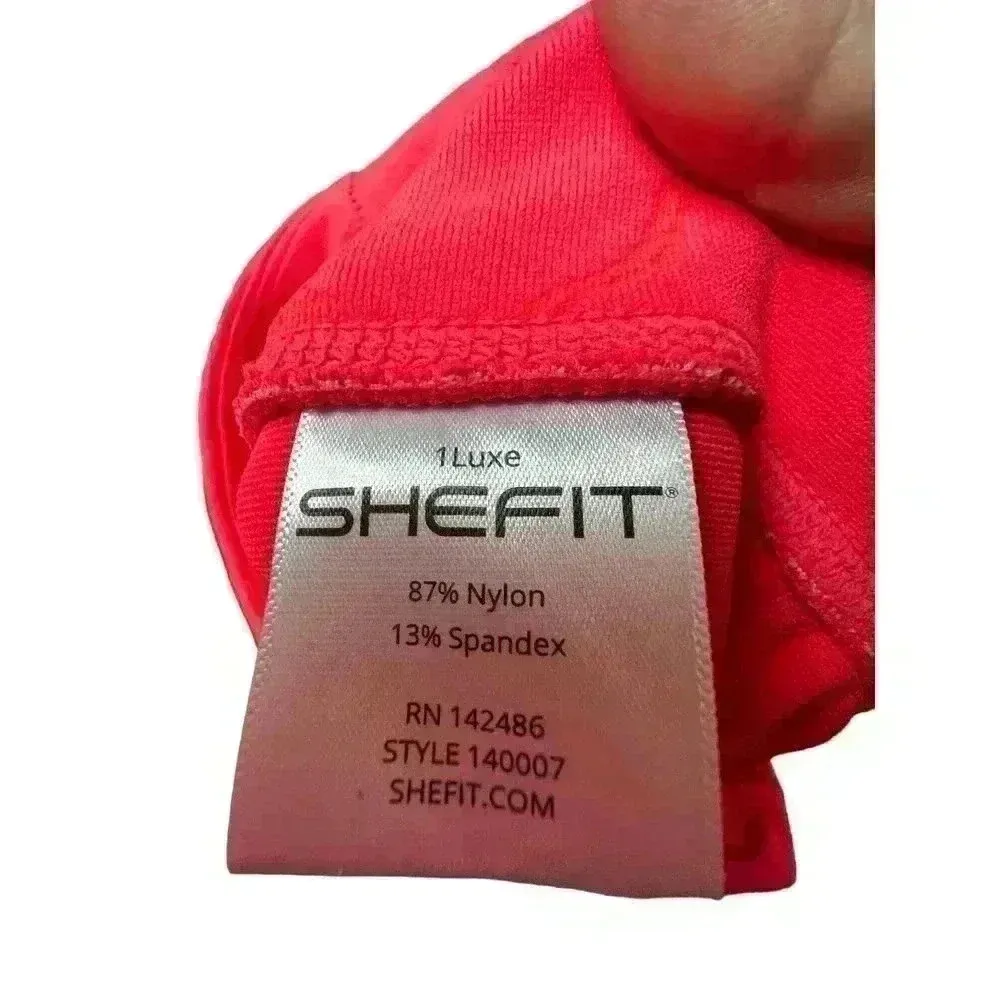 1Luxe
SHEFIT®
87% Nylon
13% Spandex
RN 142486
STYLE 140007
SHEFIT.COM